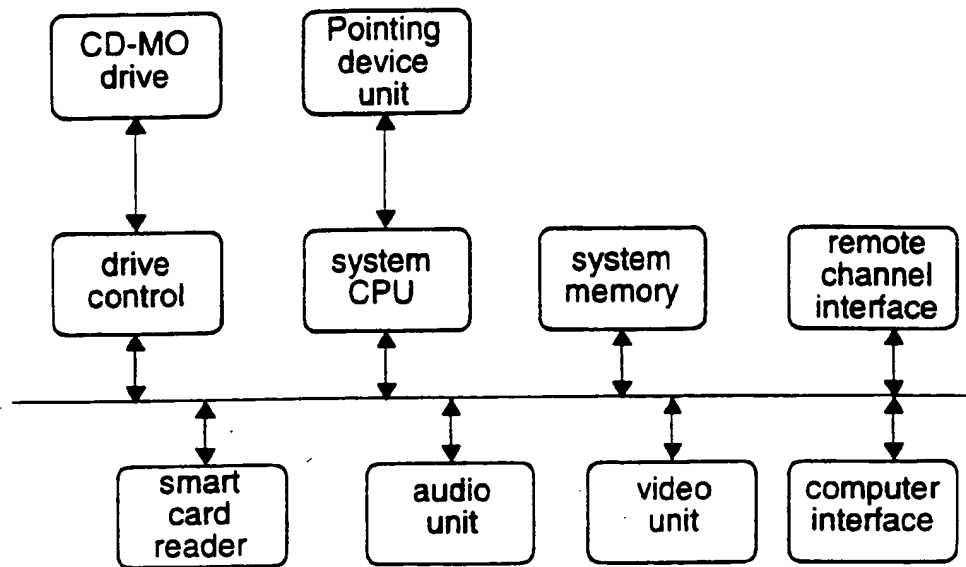 CD-MO
drive
Pointing
device
unit
drive
control
system
CPU
system
memory
remote
channel
interface
smart
card
reader
audio
unit
video
unit
computer
interface